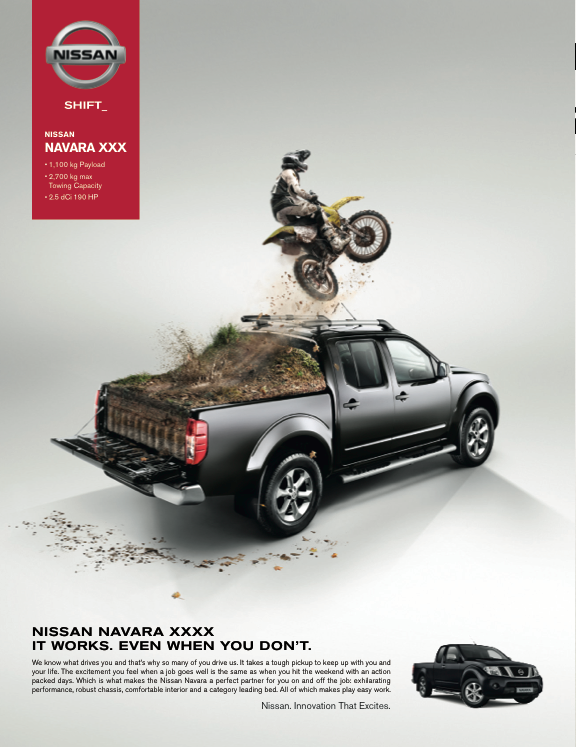 NISSAN
SHIFT_
NISSAN
NAVARA XXX
• 1,100 kg Payload
• 2,700 kg max
Towing Capacity
• 2.5 dCi 190 HP
NISSAN NAVARA XXXX
IT WORKS. EVEN WHEN YOU DON'T.
We know what drives you and that's why so many of you drive us. It takes a tough pickup to keep up with you and
your life. The excitement you feel when a job goes well is the same as when you hit the weekend with an action
packed days. Which is what makes the Nissan Navara a perfect partner for you on and off the job: exhilarating
performance, robust chassis, comfortable interior and a category leading bed. All of which makes play easy work.
Nissan. Innovation That Excites.